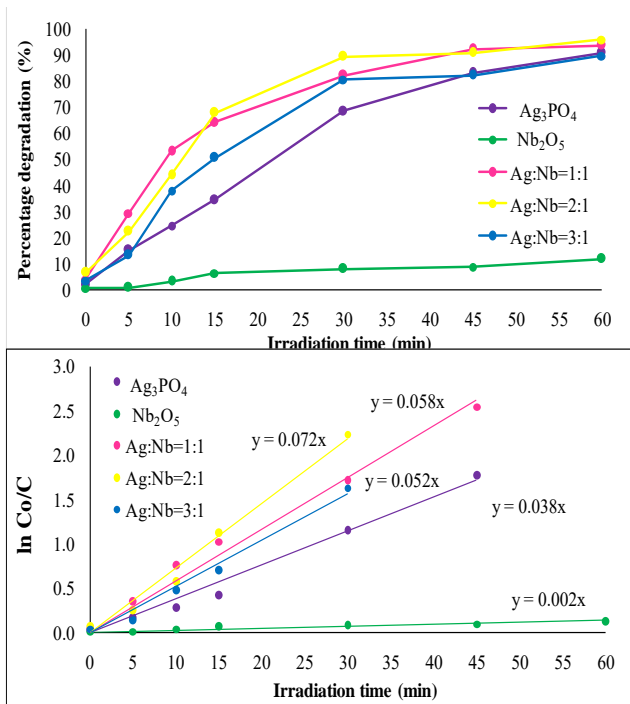 100
90
80
70
60
50
40
30
20
10
0
Percentage degradation (%)
Ag₃PO₄
Nb₂O₅
Ag:Nb=1:1
Ag:Nb=2:1
Ag:Nb=3:1
0 5 10 15 20 25 30 35 40 45 50 55 60
Irradiation time (min)
3.0
2.5
2.0
1.5
1.0
0.5
0.0
ln Co/C
Ag₃PO₄
Nb₂O₅
Ag:Nb=1:1
Ag:Nb=2:1
Ag:Nb=3:1
y = 0.058x
y = 0.072x
y = 0.052x
y = 0.038x
y = 0.002x
0 5 10 15 20 25 30 35 40 45 50 55 60
Irradiation time (min)